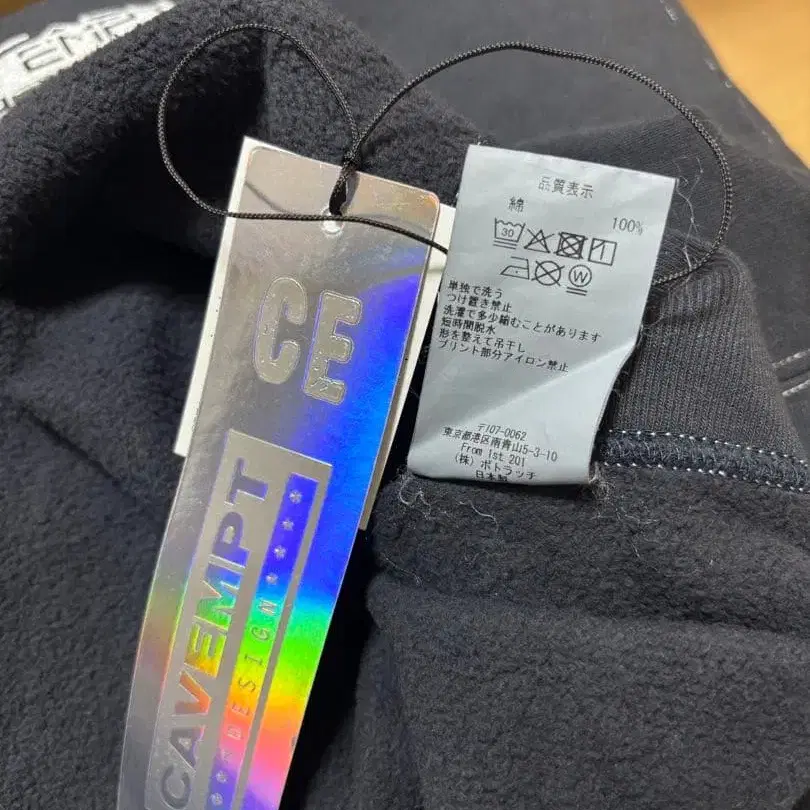 EMPT
CE
CAVEMPT
DESIGN
品質表示
綿 100%
30 1
W
単独で洗う
つけ置き禁止
洗濯で多少縮むことがあります
短時間脱水
形を整えて吊干し
プリント部分アイロン禁止
〒107-0062
東京都港区南青山5-3-10
From 1st 201
(株) ポトラッチ
日本製